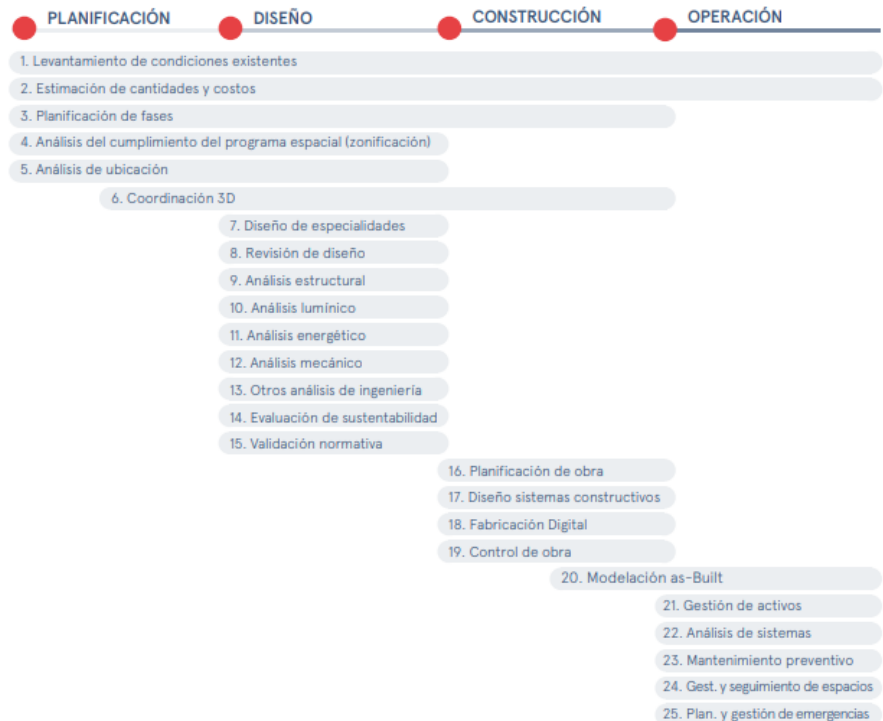 PLANIFICACIÓN DISEÑO CONSTRUCCIÓN OPERACIÓN
1. Levantamiento de condiciones existentes
2. Estimación de cantidades y costos
3. Planificación de fases
4. Análisis del cumplimiento del programa espacial (zonificación)
5. Análisis de ubicación
6. Coordinación 3D
7. Diseño de especialidades
8. Revisión de diseño
9. Análisis estructural
10. Análisis lumínico
11. Análisis energético
12. Análisis mecánico
13. Otros análisis de ingeniería
14. Evaluación de sustentabilidad
15. Validación normativa
16. Planificación de obra
17. Diseño sistemas constructivos
18. Fabricación Digital
19. Control de obra
20. Modelación as-Built
21. Gestión de activos
22. Análisis de sistemas
23. Mantenimiento preventivo
24. Gest. y seguimiento de espacios
25. Plan. y gestión de emergencias